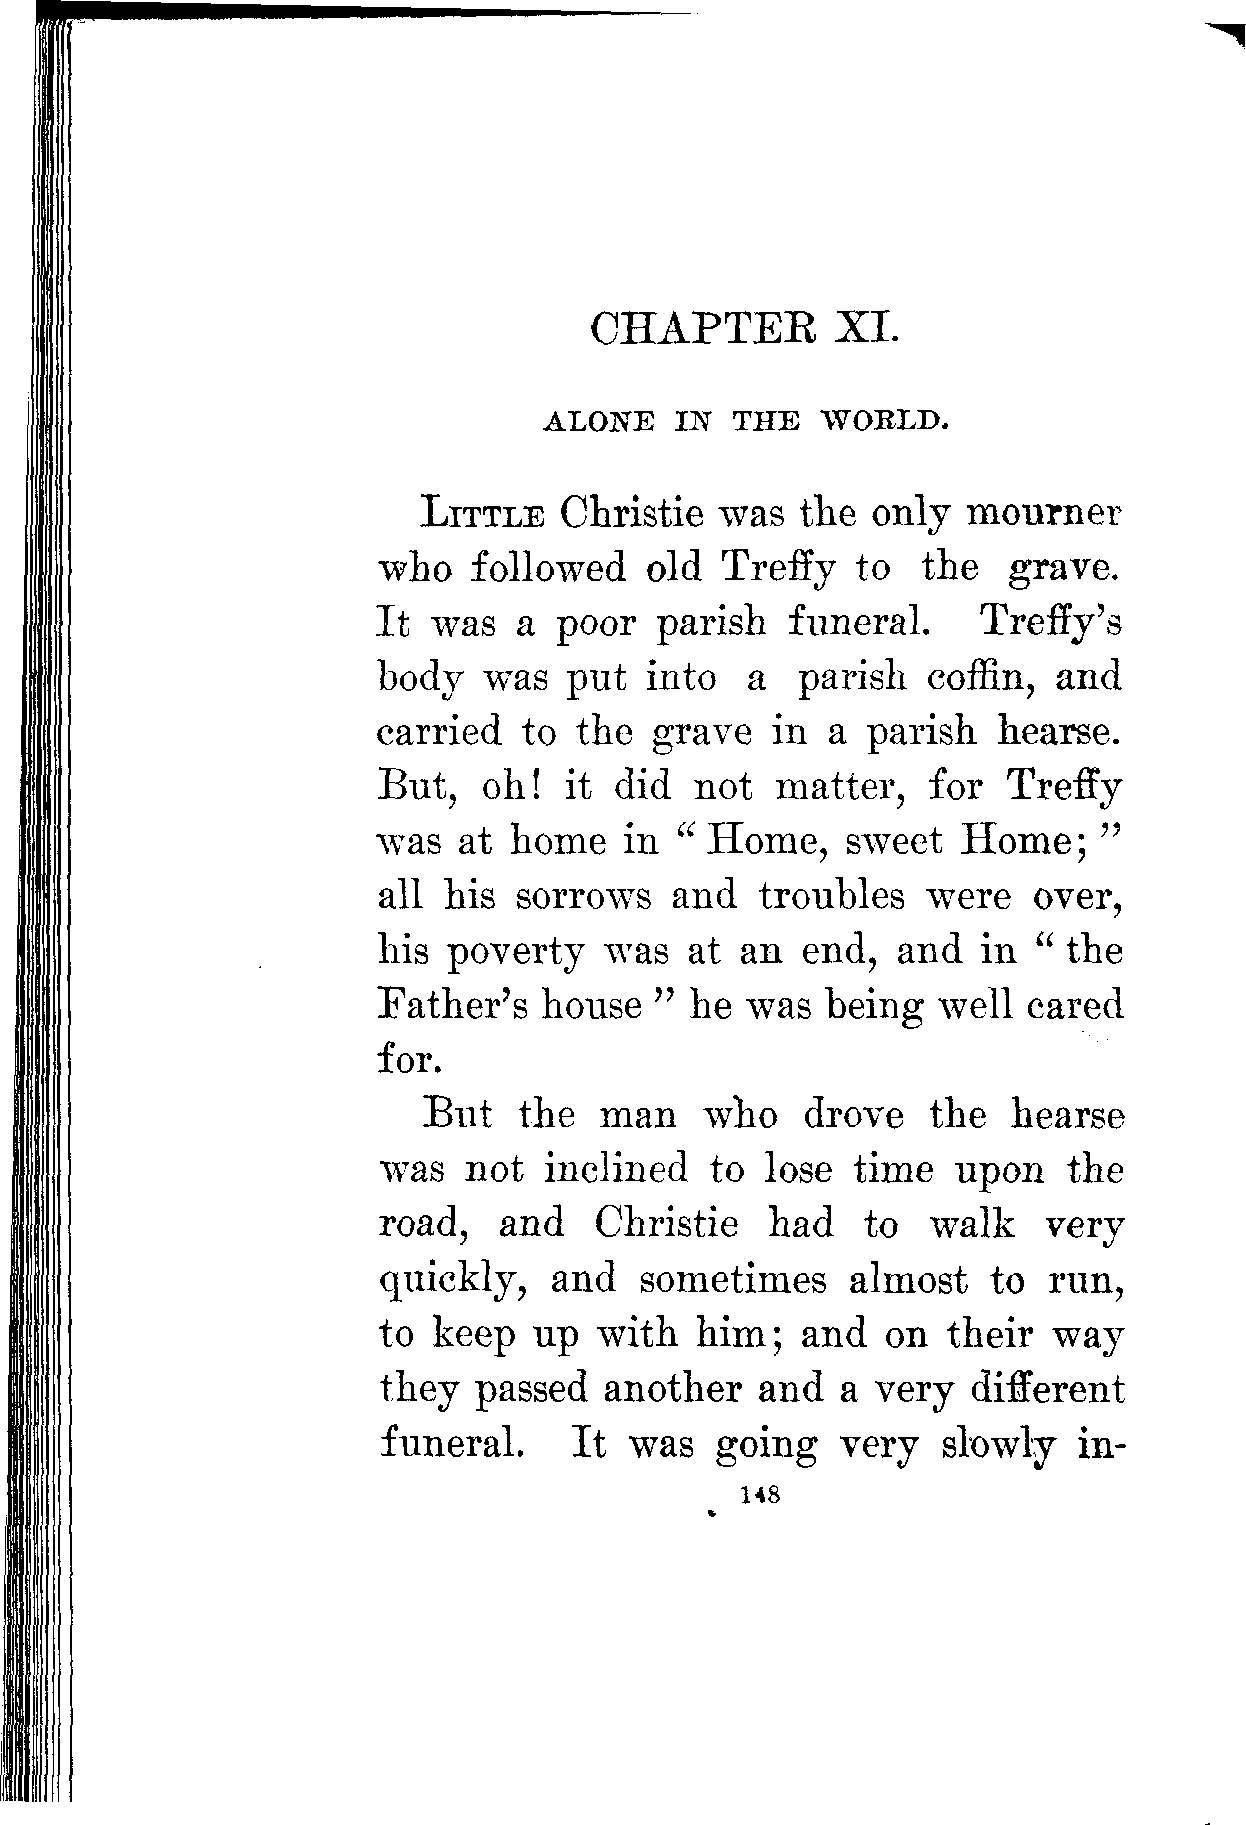 CHAPTER XI.
ALONE IN THE WORLD.
LITTLE Christie was the only mourner
who followed old Treffy to the grave.
It was a poor parish funeral. Treffy's
body was put into a parish coffin, and
carried to the grave in a parish hearse.
But, oh! it did not matter, for Treffy
was at home in “ Home, sweet Home; ”
all his sorrows and troubles were over,
his poverty was at an end, and in “ the
Father's house ” he was being well cared
for.
But the man who drove the hearse
was not inclined to lose time upon the
road, and Christie had to walk very
quickly, and sometimes almost to run,
to keep up with him; and on their way
they passed another and a very different
funeral. It was going very slowly in-
148